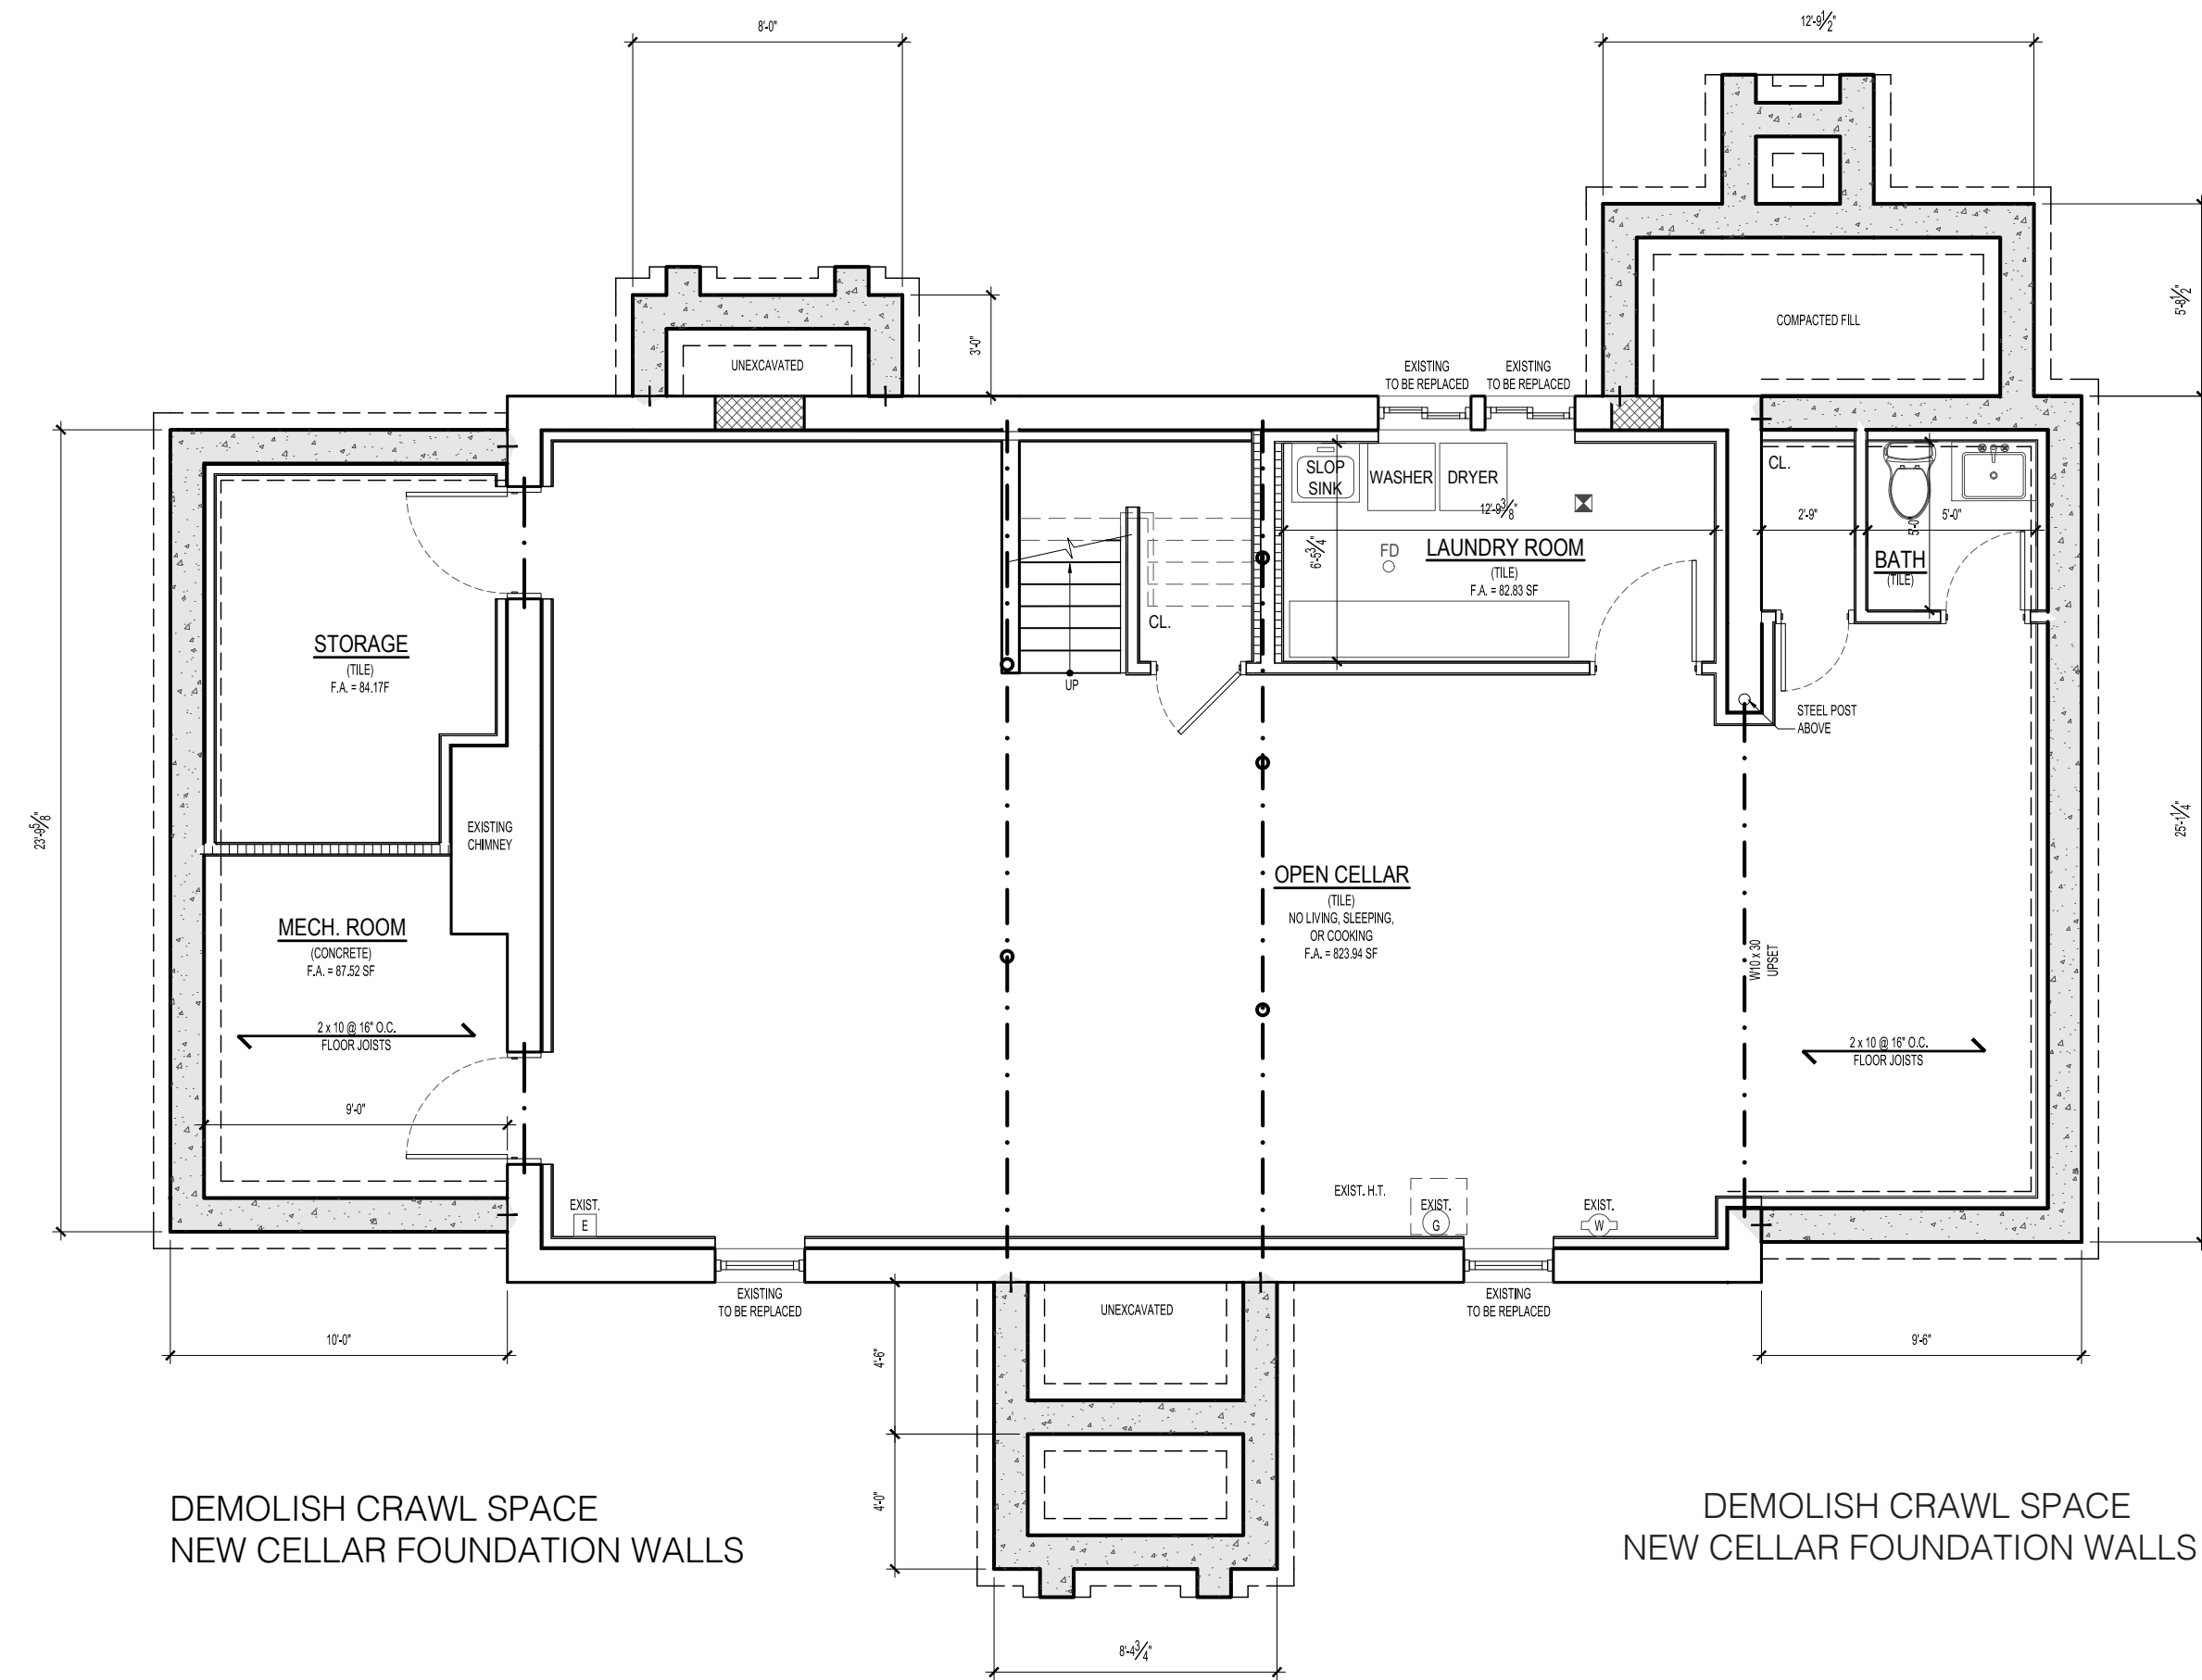 8'-0"
12'-9 1/2"
5'-8 1/2"
COMPACTED FILL
3'-0"
UNEXCAVATED
EXISTING
TO BE REPLACED
EXISTING
TO BE REPLACED
SLOP
SINK
WASHER
DRYER
12'-9 3/8"
6'-5 3/4"
FD
LAUNDRY ROOM
(TILE)
F.A. = 82.83 SF
CL.
2'-9"
5'-0"
5'-0"
BATH
(TILE)
CL.
UP
STEEL POST
ABOVE
STORAGE
(TILE)
F.A. = 84.17F
23'-9 5/8"
EXISTING
CHIMNEY
25'-1 1/4"
OPEN CELLAR
(TILE)
NO LIVING, SLEEPING,
OR COOKING
F.A. = 823.94 SF
MECH. ROOM
(CONCRETE)
F.A. = 87.52 SF
W10 x 30
UPSET
2 x 10 @ 16" O.C.
FLOOR JOISTS
2 x 10 @ 16" O.C.
FLOOR JOISTS
9'-0"
EXIST.
E
EXIST. H.T.
EXIST.
G
EXIST.
W
EXISTING
TO BE REPLACED
UNEXCAVATED
EXISTING
TO BE REPLACED
10'-0"
4'-6"
9'-6"
4'-0"
DEMOLISH CRAWL SPACE
NEW CELLAR FOUNDATION WALLS
DEMOLISH CRAWL SPACE
NEW CELLAR FOUNDATION WALLS
8'-4 3/4"